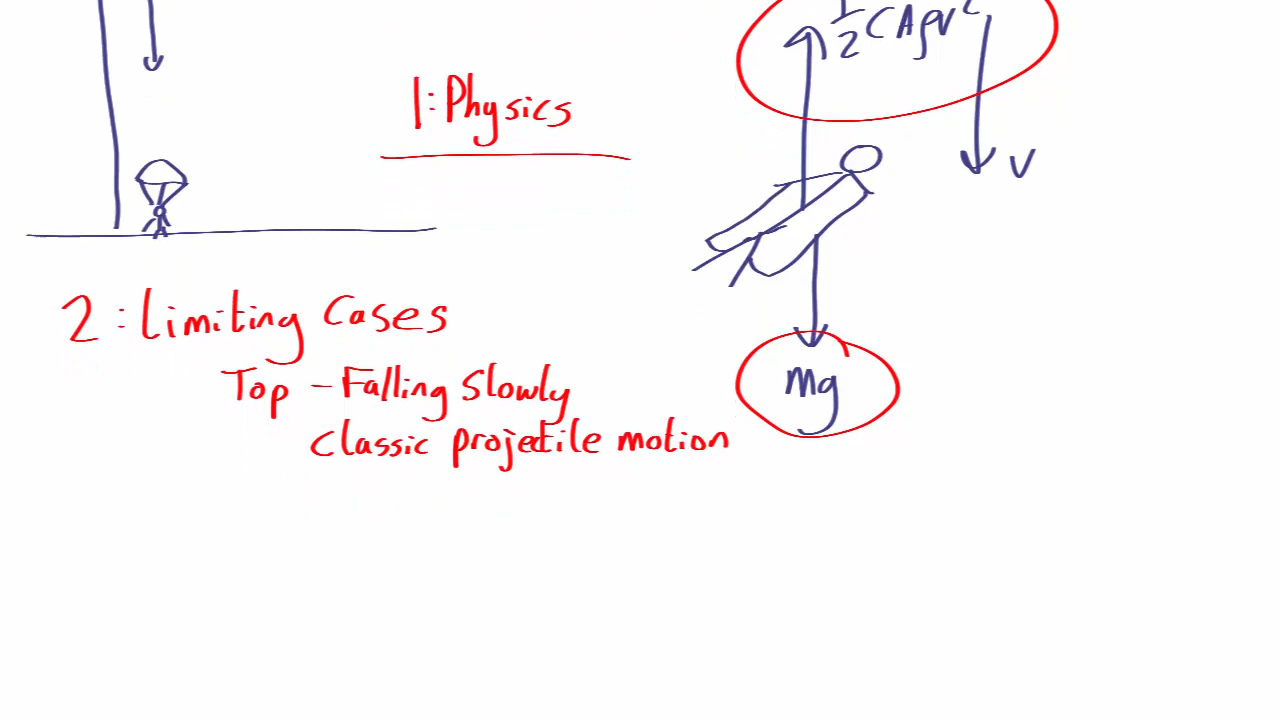 ½CAρv²
1: Physics
V
2: Limiting Cases
Mg
Top - Falling Slowly
Classic projectile motion